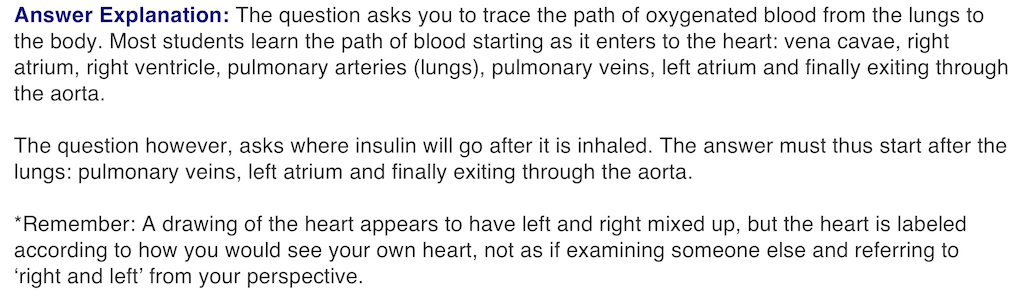 Answer Explanation: The question asks you to trace the path of oxygenated blood from the lungs to
the body. Most students learn the path of blood starting as it enters to the heart: vena cavae, right
atrium, right ventricle, pulmonary arteries (lungs), pulmonary veins, left atrium and finally exiting through
the aorta.
The question however, asks where insulin will go after it is inhaled. The answer must thus start after the
lungs: pulmonary veins, left atrium and finally exiting through the aorta.
*Remember: A drawing of the heart appears to have left and right mixed up, but the heart is labeled
according to how you would see your own heart, not as if examining someone else and referring to
‘right and left’ from your perspective.